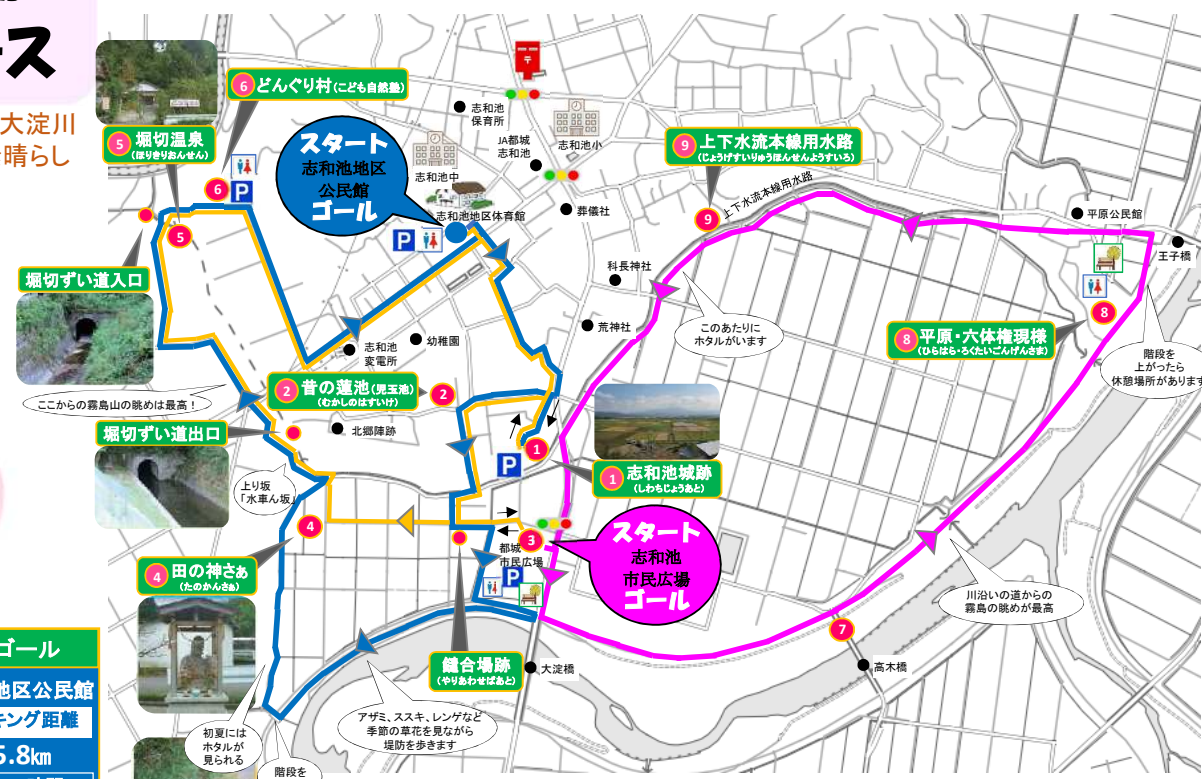 ース
大淀川
晴らし
6 どんぐり村(こども自然塾)
5 堀切温泉
(ほりきりおんせん)
6
P
5
スタート
志和池地区
公民館
ゴール
志和池
保育所
JA都城
志和池
志和池小
志和池中
志和池地区体育館
葬儀社
P
9 上下水流本線用水路
(じょうげすいりゅうほんせんようすいろ)
9
上下水流本線用水路
平原公民館
王子橋
科長神社
荒神社
このあたりに
ホタルがいます
8
8 平原・六体権現様
(ひらはら・ろくたいごんげんさま)
階段を
上がったら
休憩場所があります
堀切ずい道入口
ここからの霧島山の眺めは最高！
志和池
変電所
幼稚園
2 昔の蓮池(児玉池)
(むかしのはすいけ)
2
北郷陣跡
堀切ずい道出口
上り坂
「水車ん坂」
1
P
1 志和池城跡
(しわちじょうあと)
4
3
都城
市民広場
P
スタート
志和池
市民広場
ゴール
4 田の神さぁ
(たのかんさぁ)
川沿いの道からの
霧島の眺めが最高
7
高木橋
大淀橋
縫合場跡
(やりあわせばあと)
アザミ、ススキ、レンゲなど
季節の草花を見ながら
堤防を歩きます
初夏には
ホタルが
見られる
階段を
ゴール
地区公民館
キング距離
5.8km